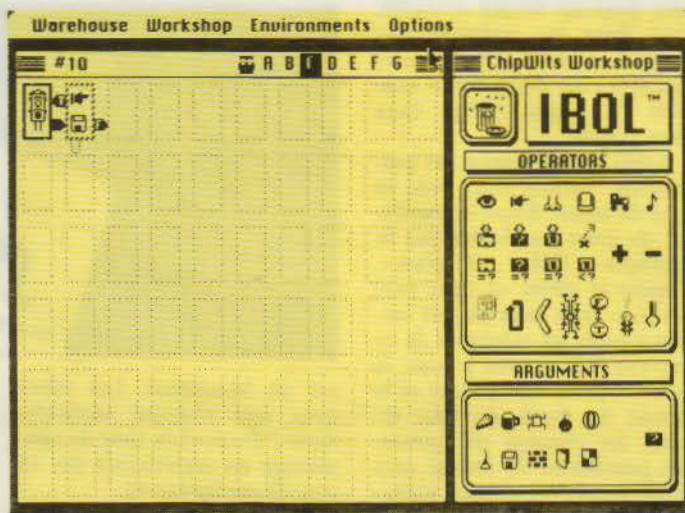 Warehouse Workshop Environments Options
#10 A B C D E F G
ChipWits Workshop
IBOL™
OPERATORS
=? =? =? <?
F
T
#
ARGUMENTS
?